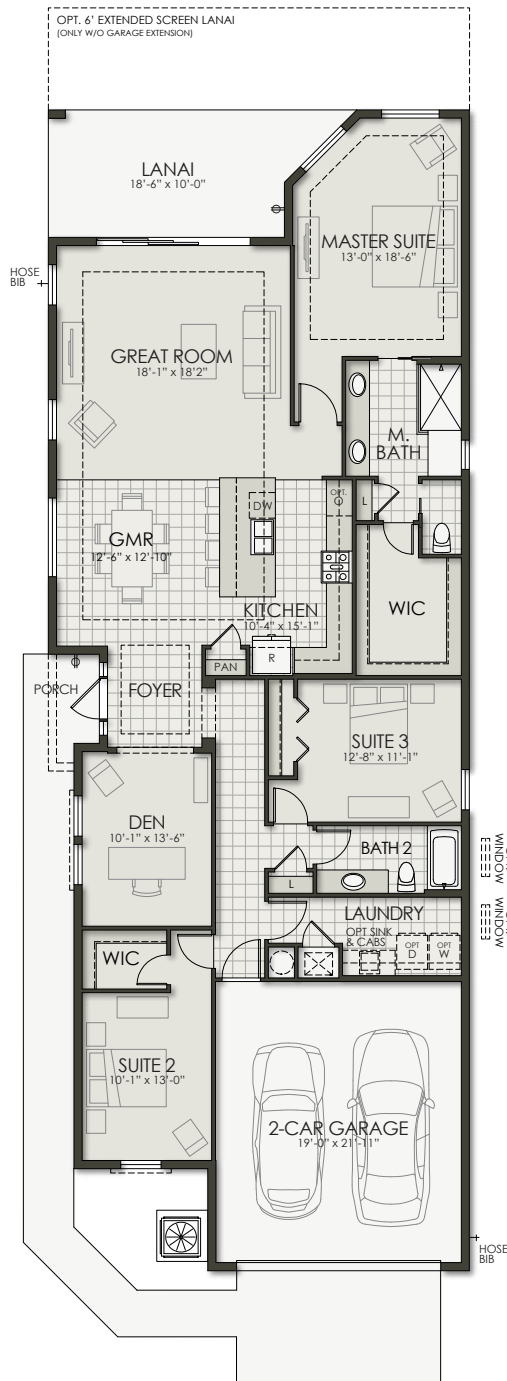 OPT. 6' EXTENDED SCREEN LANAI
(ONLY W/O GARAGE EXTENSION)
LANAI
18'-6" x 10'-0"
MASTER SUITE
13'-0" x 18'-6"
HOSE
BIB
GREAT ROOM
18'-1" x 18'2"
M.
BATH
OPT.
L
DW
GMR
12'-6" x 12'-10"
WIC
KITCHEN
10'-4" x 15'-1"
R
PAN
PORCH
FOYER
SUITE 3
12'-8" x 11'-1"
DEN
10'-1" x 13'-6"
BATH 2
WINDOW
L
LAUNDRY
OPT SINK
& CABS
OPT
D
OPT
W
WINDOW
WIC
SUITE 2
10'-1" x 13'-0"
2-CAR GARAGE
19'-0" x 21'-11"
HOSE
BIB